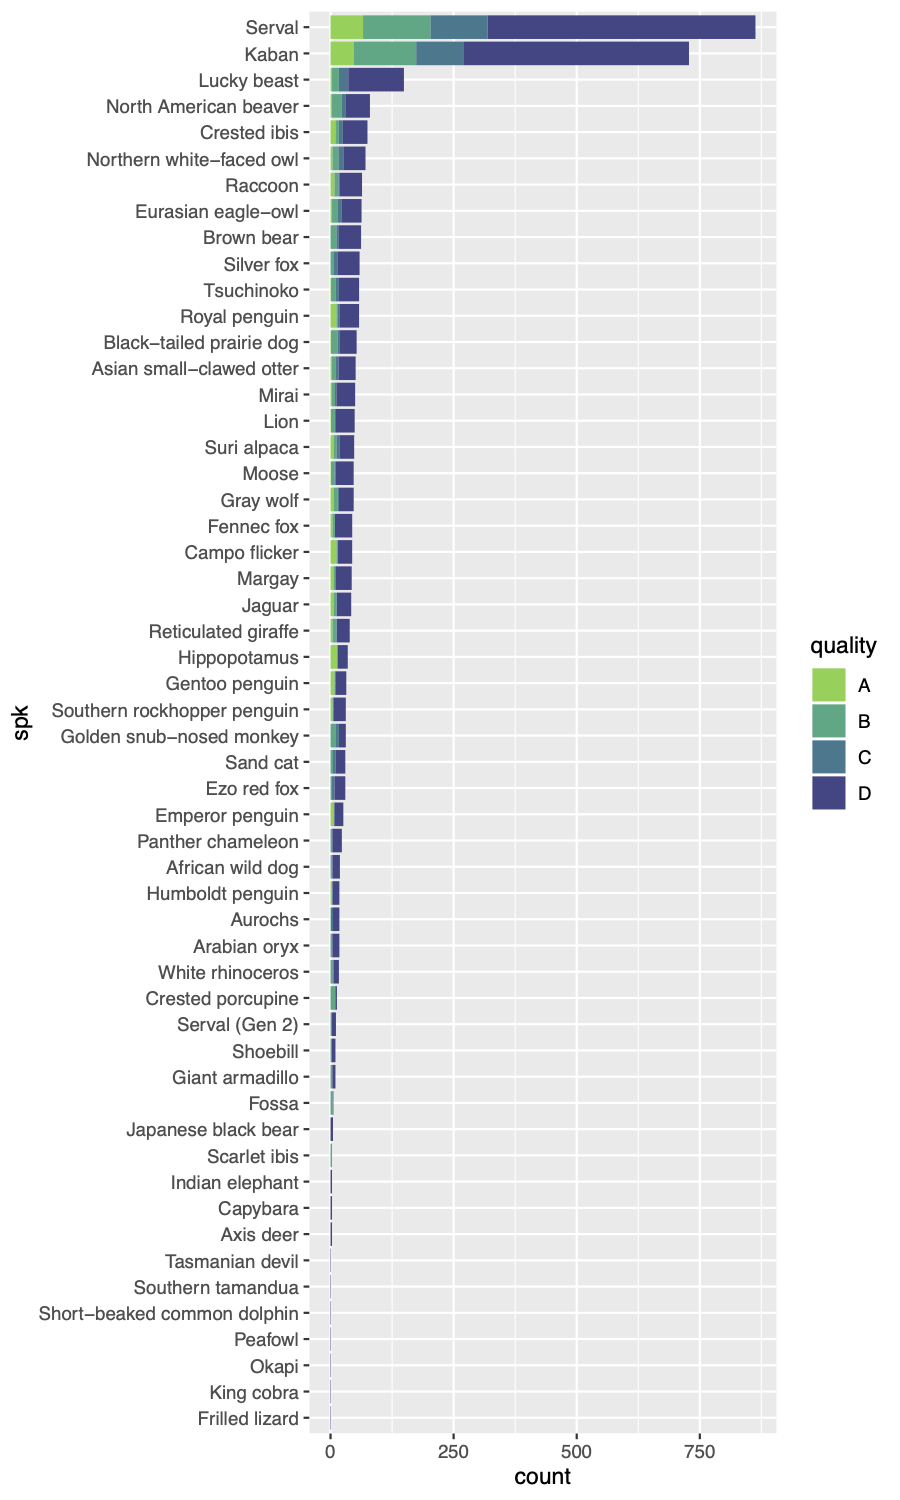 Serval
Kaban
Lucky beast
North American beaver
Crested ibis
Northern white−faced owl
Raccoon
Eurasian eagle−owl
Brown bear
Silver fox
Tsuchinoko
Royal penguin
Black−tailed prairie dog
Asian small−clawed otter
Mirai
Lion
Suri alpaca
Moose
Gray wolf
Fennec fox
Campo flicker
Margay
Jaguar
Reticulated giraffe
Hippopotamus
Gentoo penguin
Southern rockhopper penguin
Golden snub−nosed monkey
Sand cat
Ezo red fox
Emperor penguin
Panther chameleon
African wild dog
Humboldt penguin
Aurochs
Arabian oryx
White rhinoceros
Crested porcupine
Serval (Gen 2)
Shoebill
Giant armadillo
Fossa
Japanese black bear
Scarlet ibis
Indian elephant
Capybara
Axis deer
Tasmanian devil
Southern tamandua
Short−beaked common dolphin
Peafowl
Okapi
King cobra
Frilled lizard
spk
0 250 500 750
count
quality
A
B
C
D